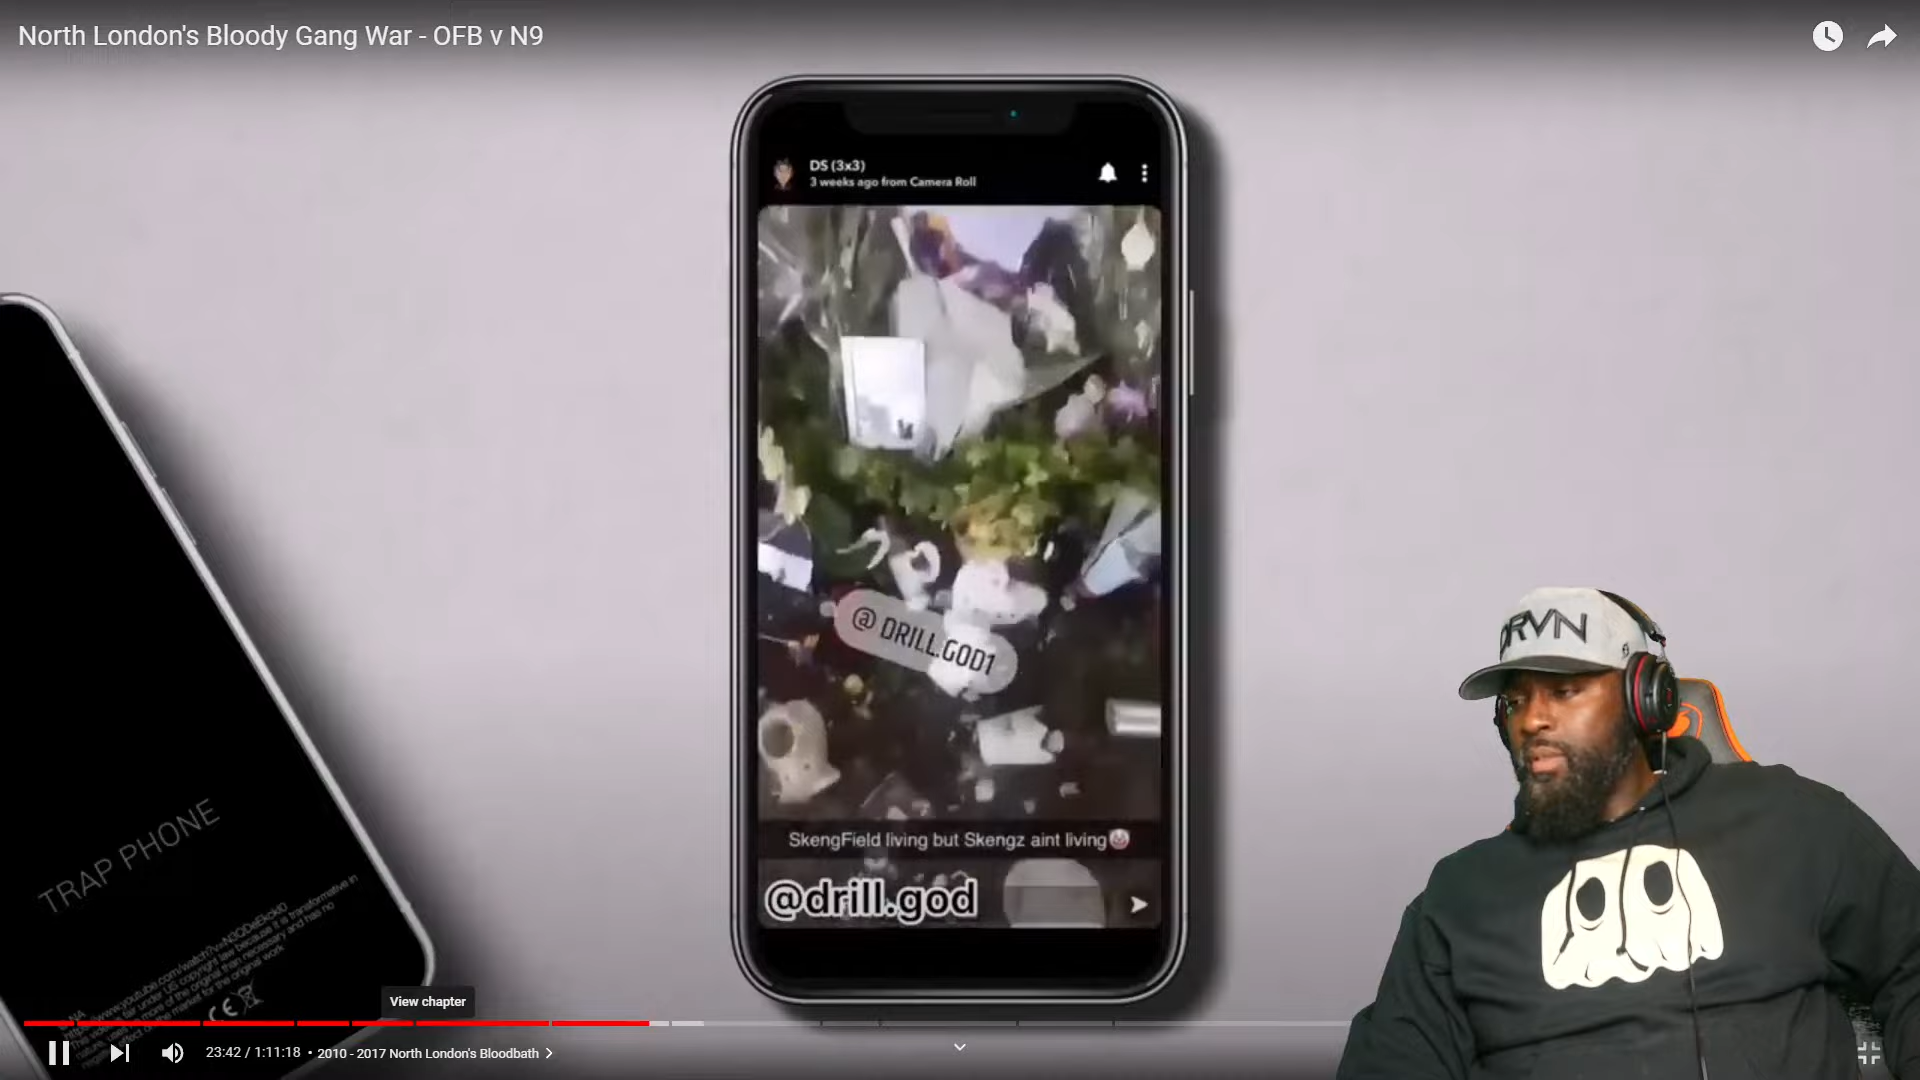 North London's Bloody Gang War - OFB v N9
DS (3x3)
3 weeks ago from Camera Roll
@ DRILL.GOD1
SkengField living but Skengz aint living🤡
@drill.god
DRVN
TRAP PHONE
View chapter
23:42 / 1:11:18 • 2010 - 2017 North London's Bloodbath >